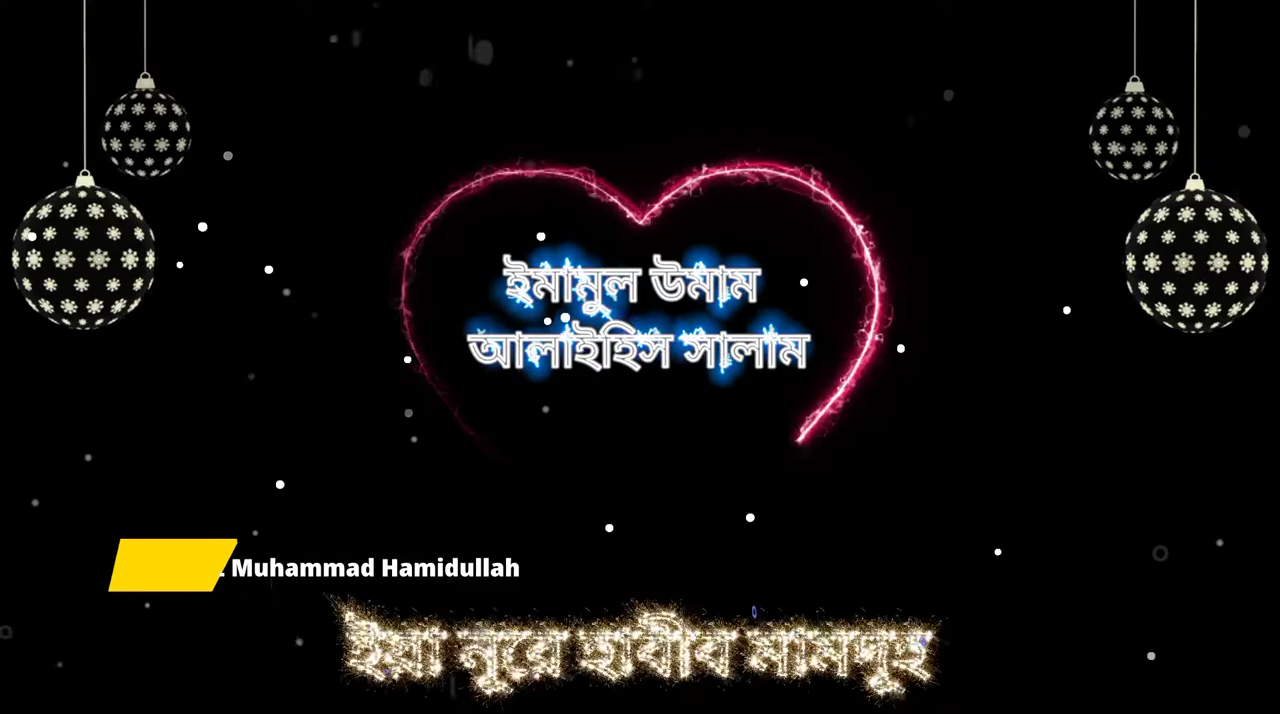 ইমামুল উমাম
আলাইহিস সালাম
Muhammad Hamidullah
ইয়া নূরে হাবীব মামদূহ